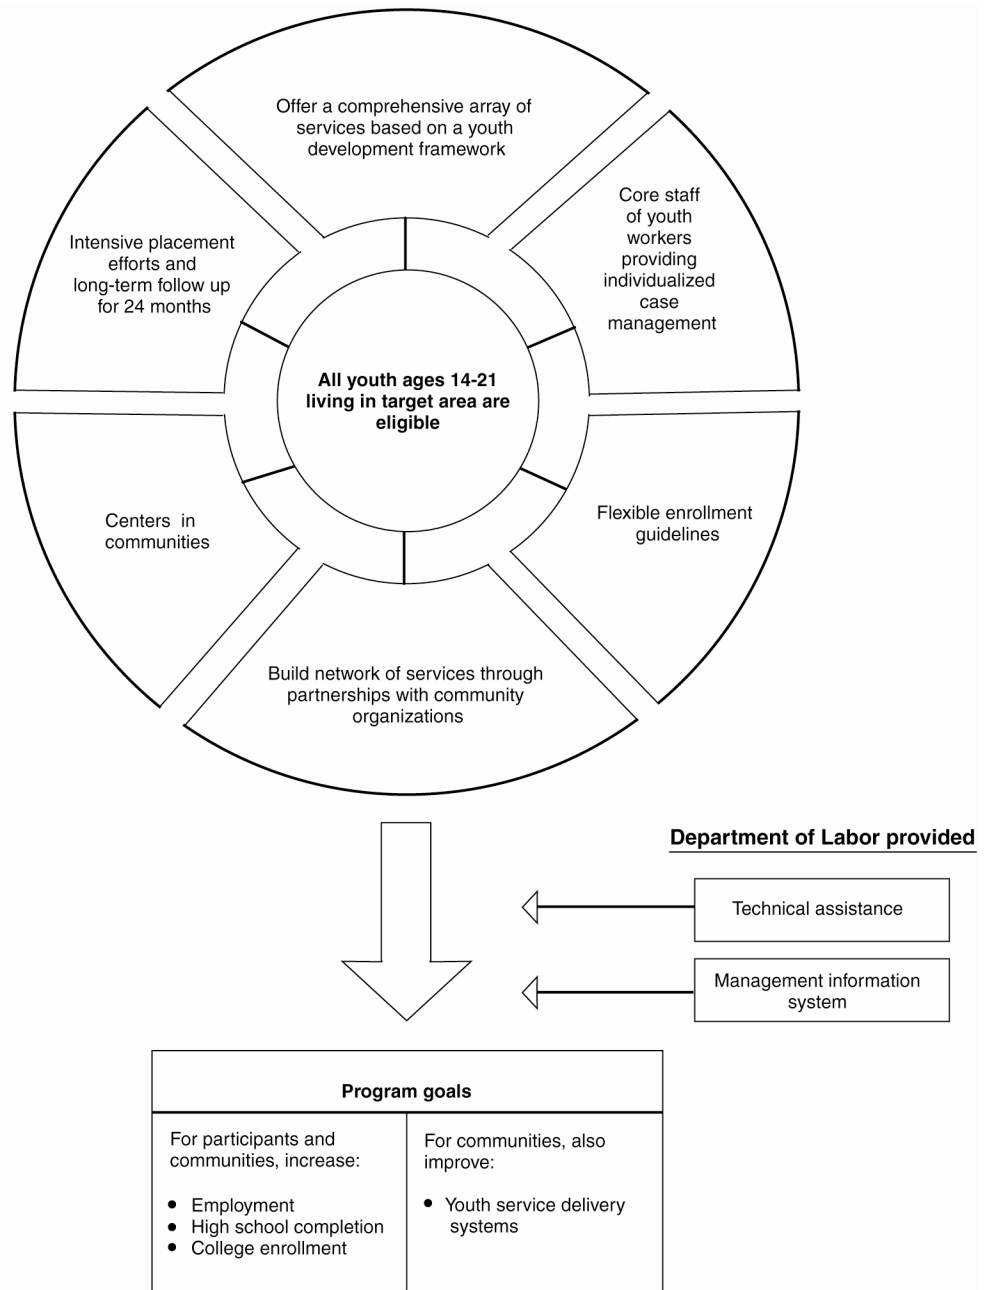 Offer a comprehensive array of
services based on a youth
development framework
Core staff
of youth
workers
providing
individualized
case
management
Intensive placement
efforts and
long-term follow up
for 24 months
All youth ages 14-21
living in target area are
eligible
Centers in
communities
Flexible enrollment
guidelines
Build network of services through
partnerships with community
organizations
Department of Labor provided
Technical assistance
Management information
system
Program goals
For participants and
communities, increase:
● Employment
● High school completion
● College enrollment
For communities, also
improve:
● Youth service delivery
systems